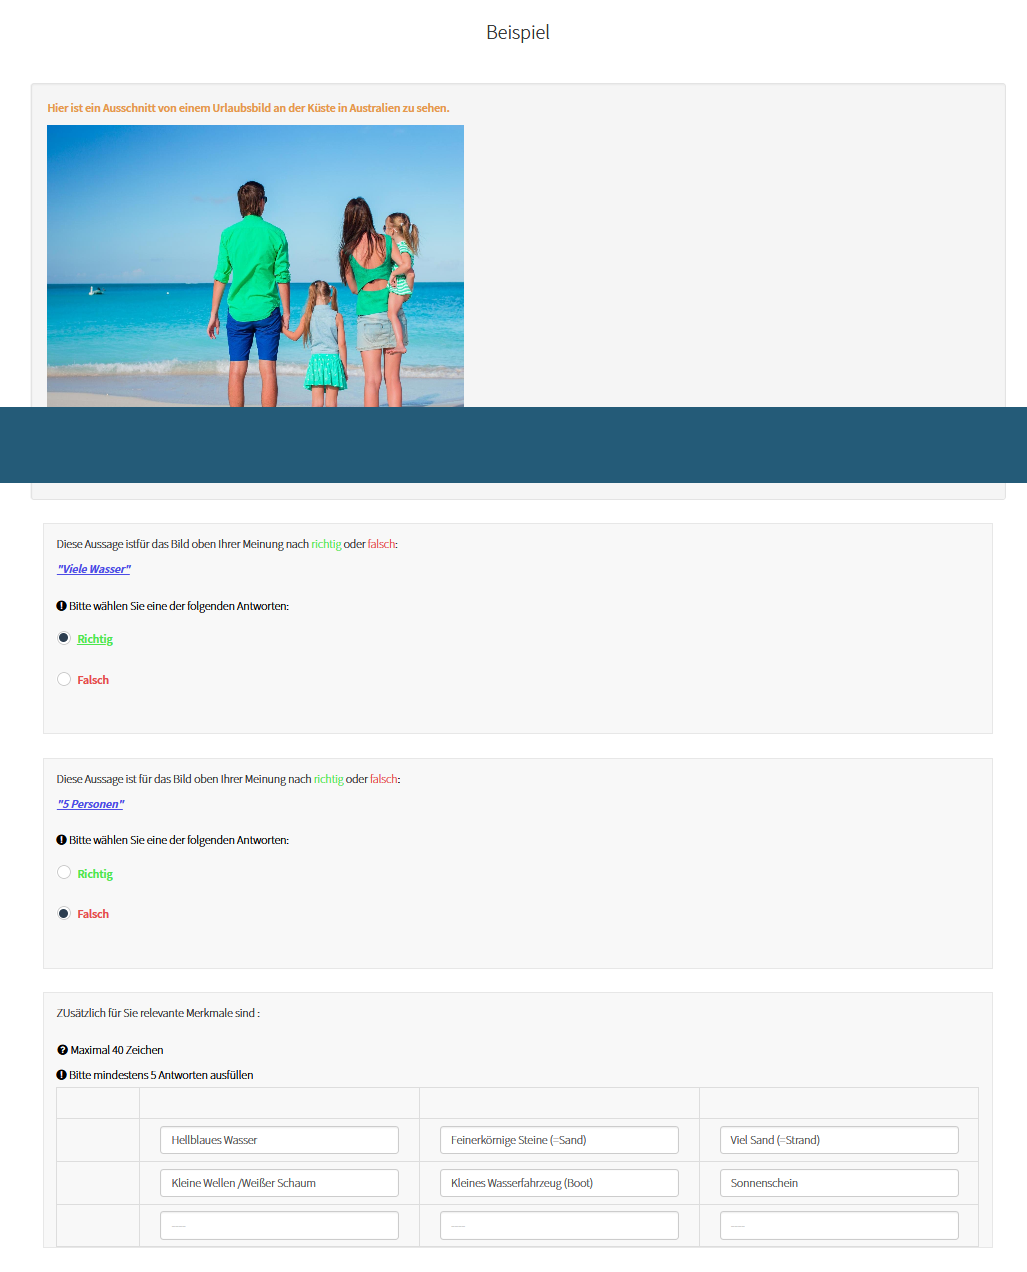 Beispiel
Hier ist ein Ausschnitt von einem Urlaubsbild an der Küste in Australien zu sehen.
Diese Aussage istfür das Bild oben Ihrer Meinung nach richtig oder falsch:
"Viele Wasser"
Bitte wählen Sie eine der folgenden Antworten:
Richtig
Falsch
Diese Aussage ist für das Bild oben Ihrer Meinung nach richtig oder falsch:
"5 Personen"
Bitte wählen Sie eine der folgenden Antworten:
Richtig
Falsch
ZUsätzlich für Sie relevante Merkmale sind :
Maximal 40 Zeichen
Bitte mindestens 5 Antworten ausfüllen
Hellblaues Wasser Feinerkörnige Steine (=Sand) Viel Sand (=Strand)
Kleine Wellen /Weißer Schaum Kleines Wasserfahrzeug (Boot) Sonnenschein